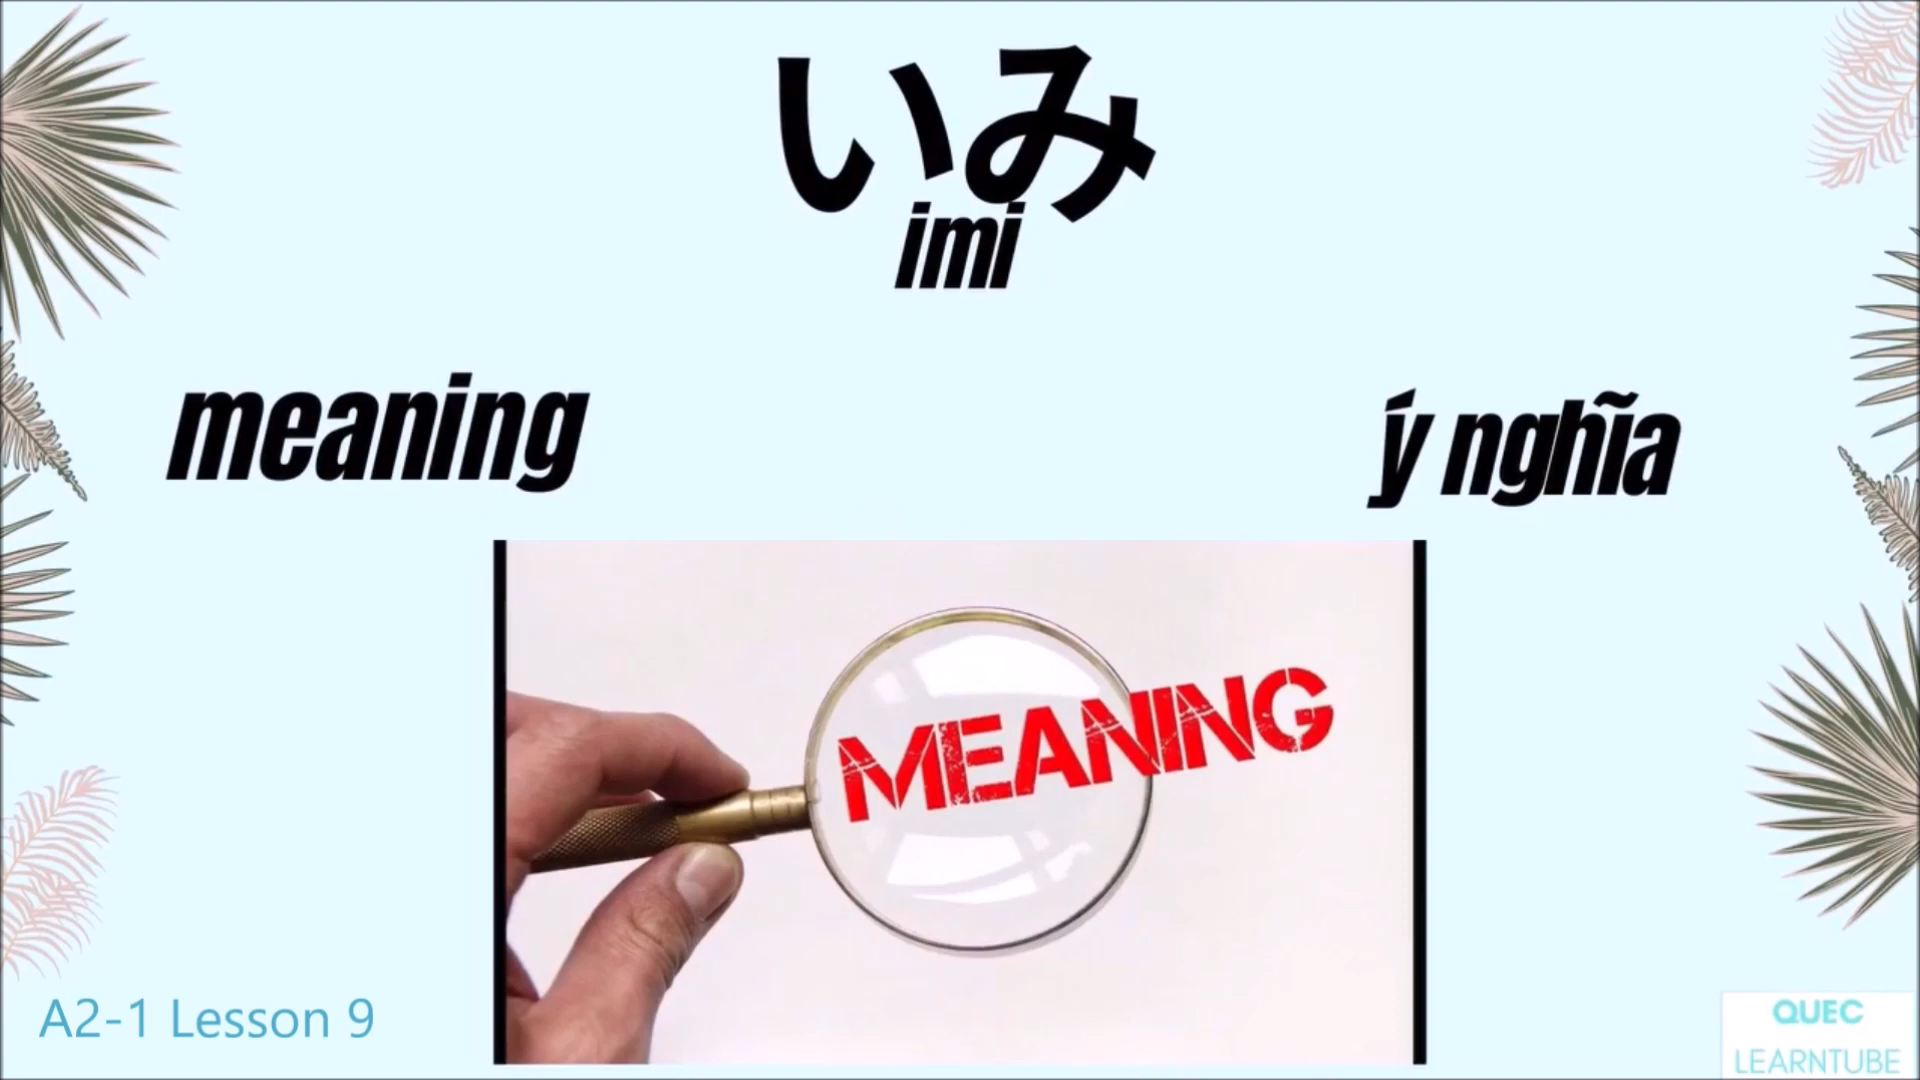 いみ
imi
meaning
ý nghĩa
MEANING
A2-1 Lesson 9
QUEC
LEARNTUBE